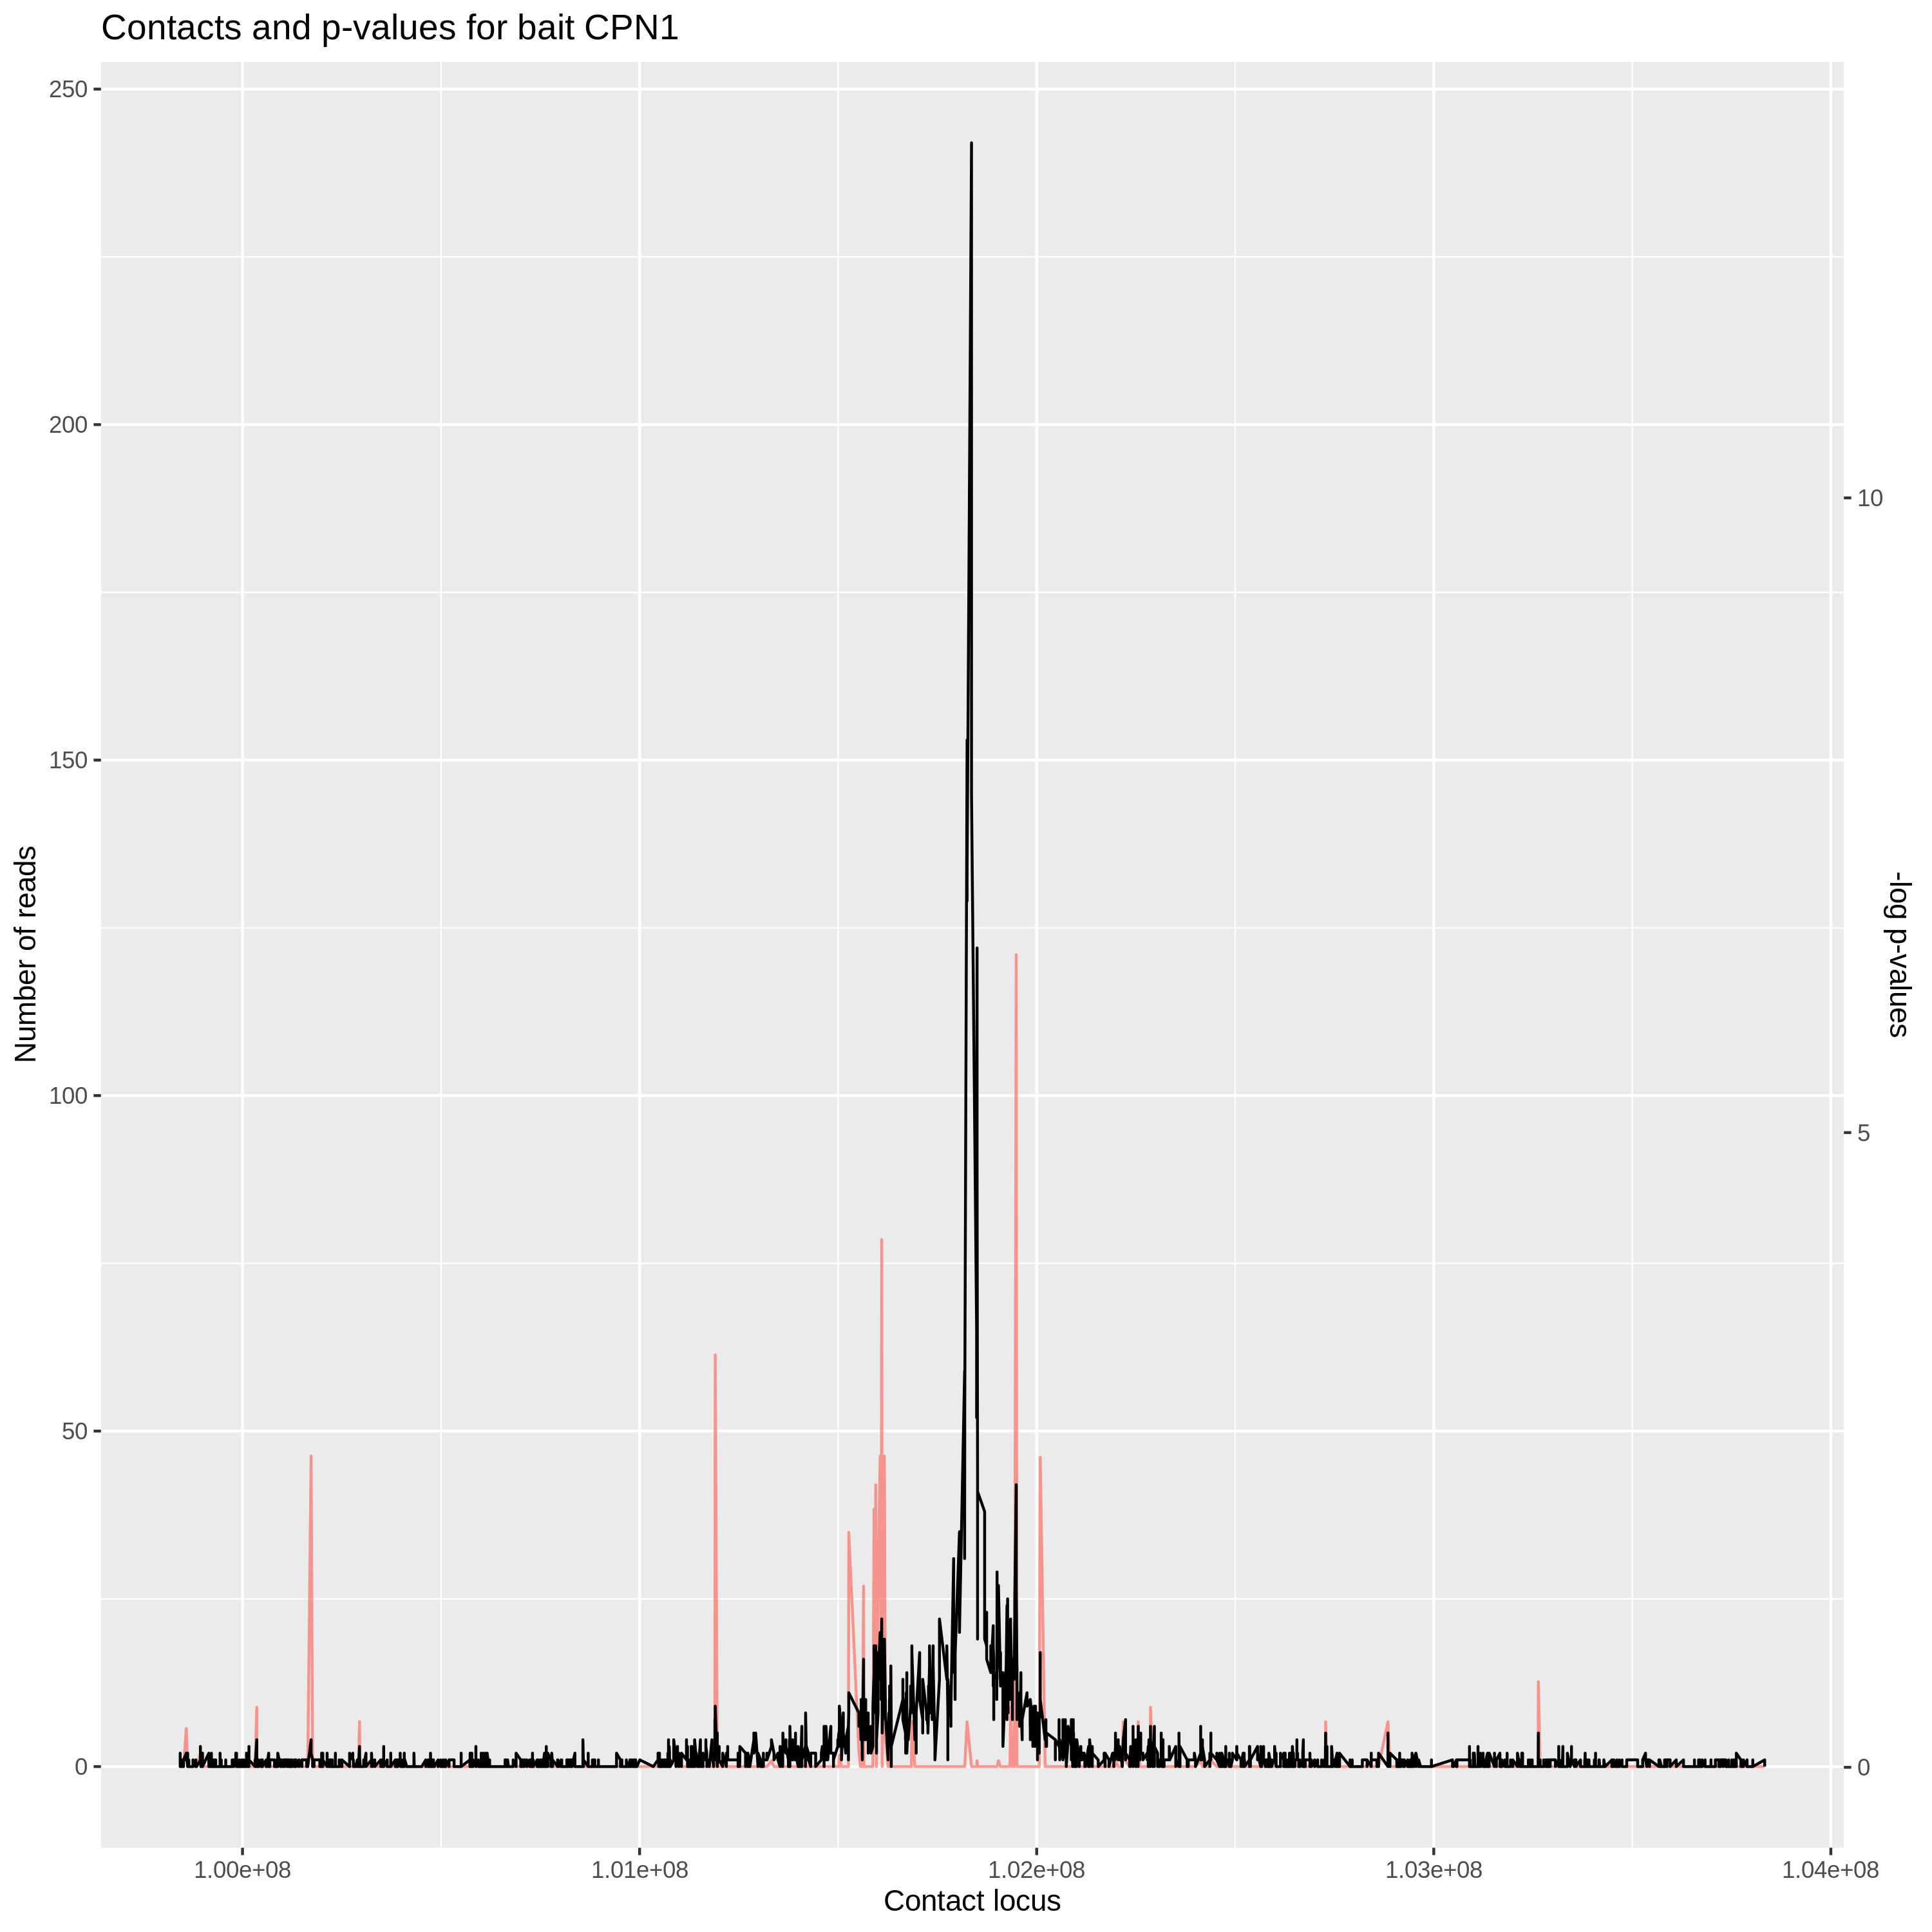 Contacts and p-values for bait CPN1
250
200
150
100
50
0
Number of reads
10
5
0
-log p-values
1.00e+08
1.01e+08
1.02e+08
1.03e+08
1.04e+08
Contact locus